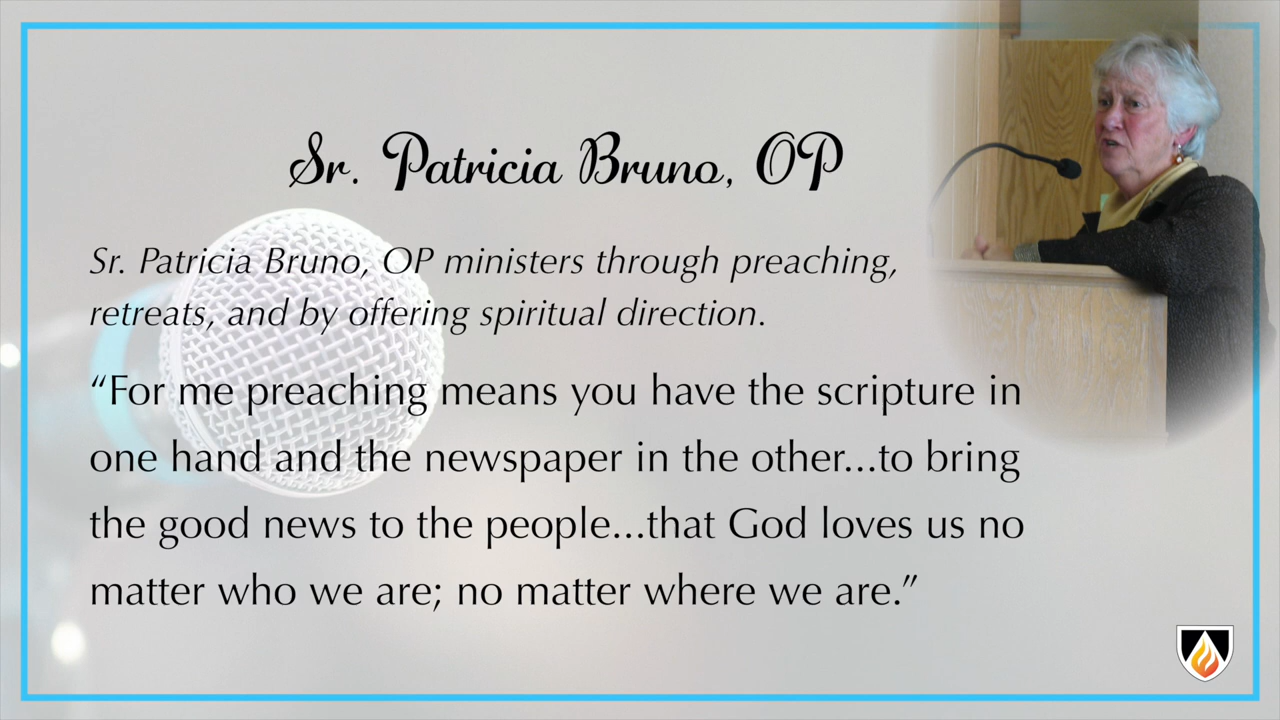 Sr. Patricia Bruno, OP
Sr. Patricia Bruno, OP ministers through preaching,
retreats, and by offering spiritual direction.
“For me preaching means you have the scripture in
one hand and the newspaper in the other...to bring
the good news to the people...that God loves us no
matter who we are; no matter where we are.”